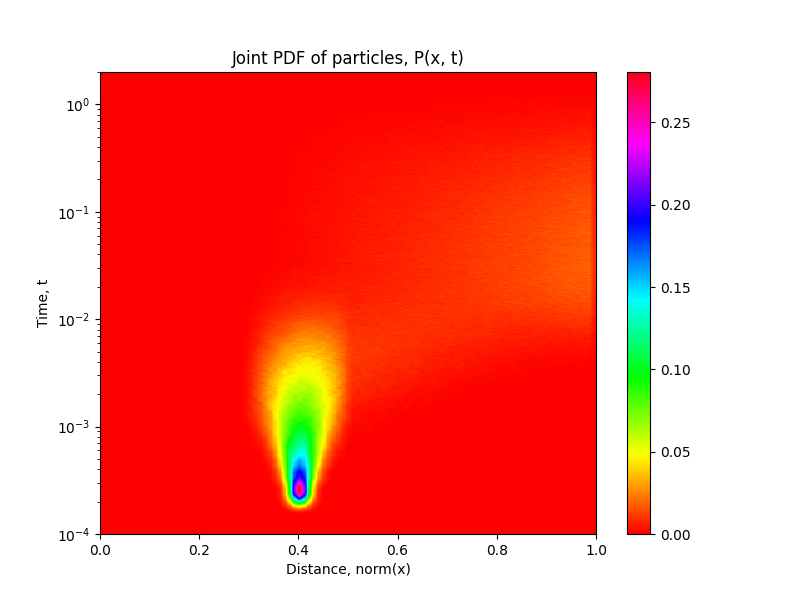 Joint PDF of particles, P(x, t)
Time, t
10⁰
10⁻¹
10⁻²
10⁻³
10⁻⁴
0.0 0.2 0.4 0.6 0.8 1.0
Distance, norm(x)
0.25
0.20
0.15
0.10
0.05
0.00